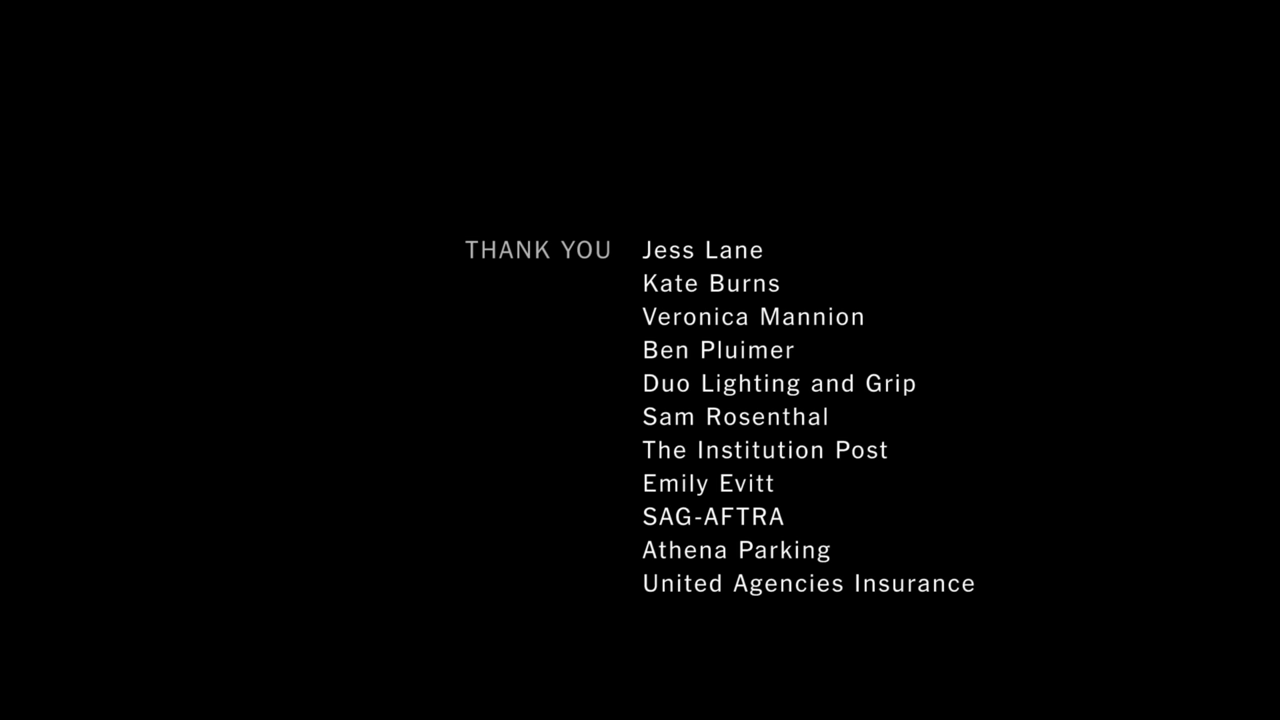 THANK YOU Jess Lane
Kate Burns
Veronica Mannion
Ben Pluimer
Duo Lighting and Grip
Sam Rosenthal
The Institution Post
Emily Evitt
SAG-AFTRA
Athena Parking
United Agencies Insurance